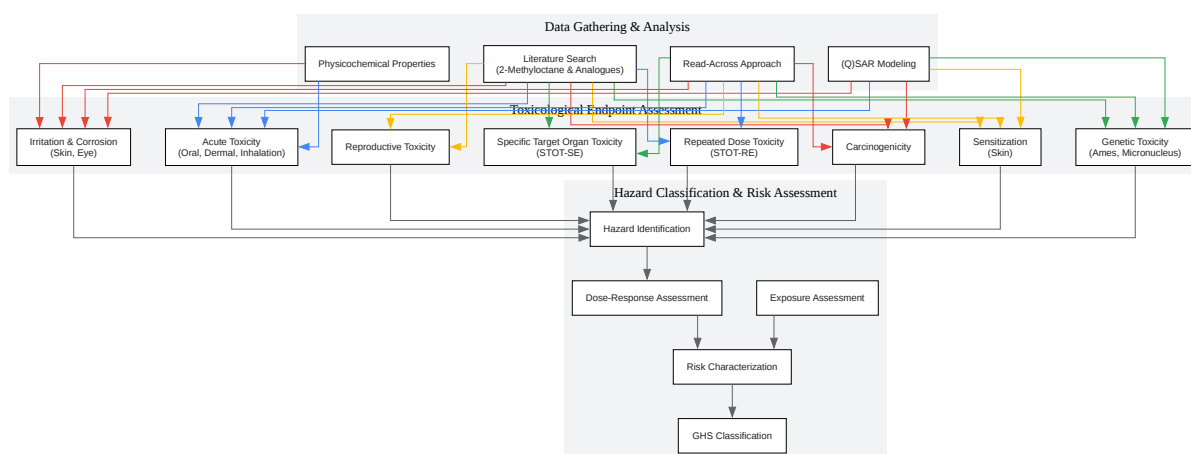 Data Gathering & Analysis
Physicochemical Properties
Literature Search
(2-Methyloctane & Analogues)
Read-Across Approach
(Q)SAR Modeling
Toxicological Endpoint Assessment
Irritation & Corrosion
(Skin, Eye)
Acute Toxicity
(Oral, Dermal, Inhalation)
Reproductive Toxicity
Specific Target Organ Toxicity
(STOT-SE)
Repeated Dose Toxicity
(STOT-RE)
Carcinogenicity
Sensitization
(Skin)
Genetic Toxicity
(Ames, Micronucleus)
Hazard Classification & Risk Assessment
Hazard Identification
Dose-Response Assessment
Exposure Assessment
Risk Characterization
GHS Classification